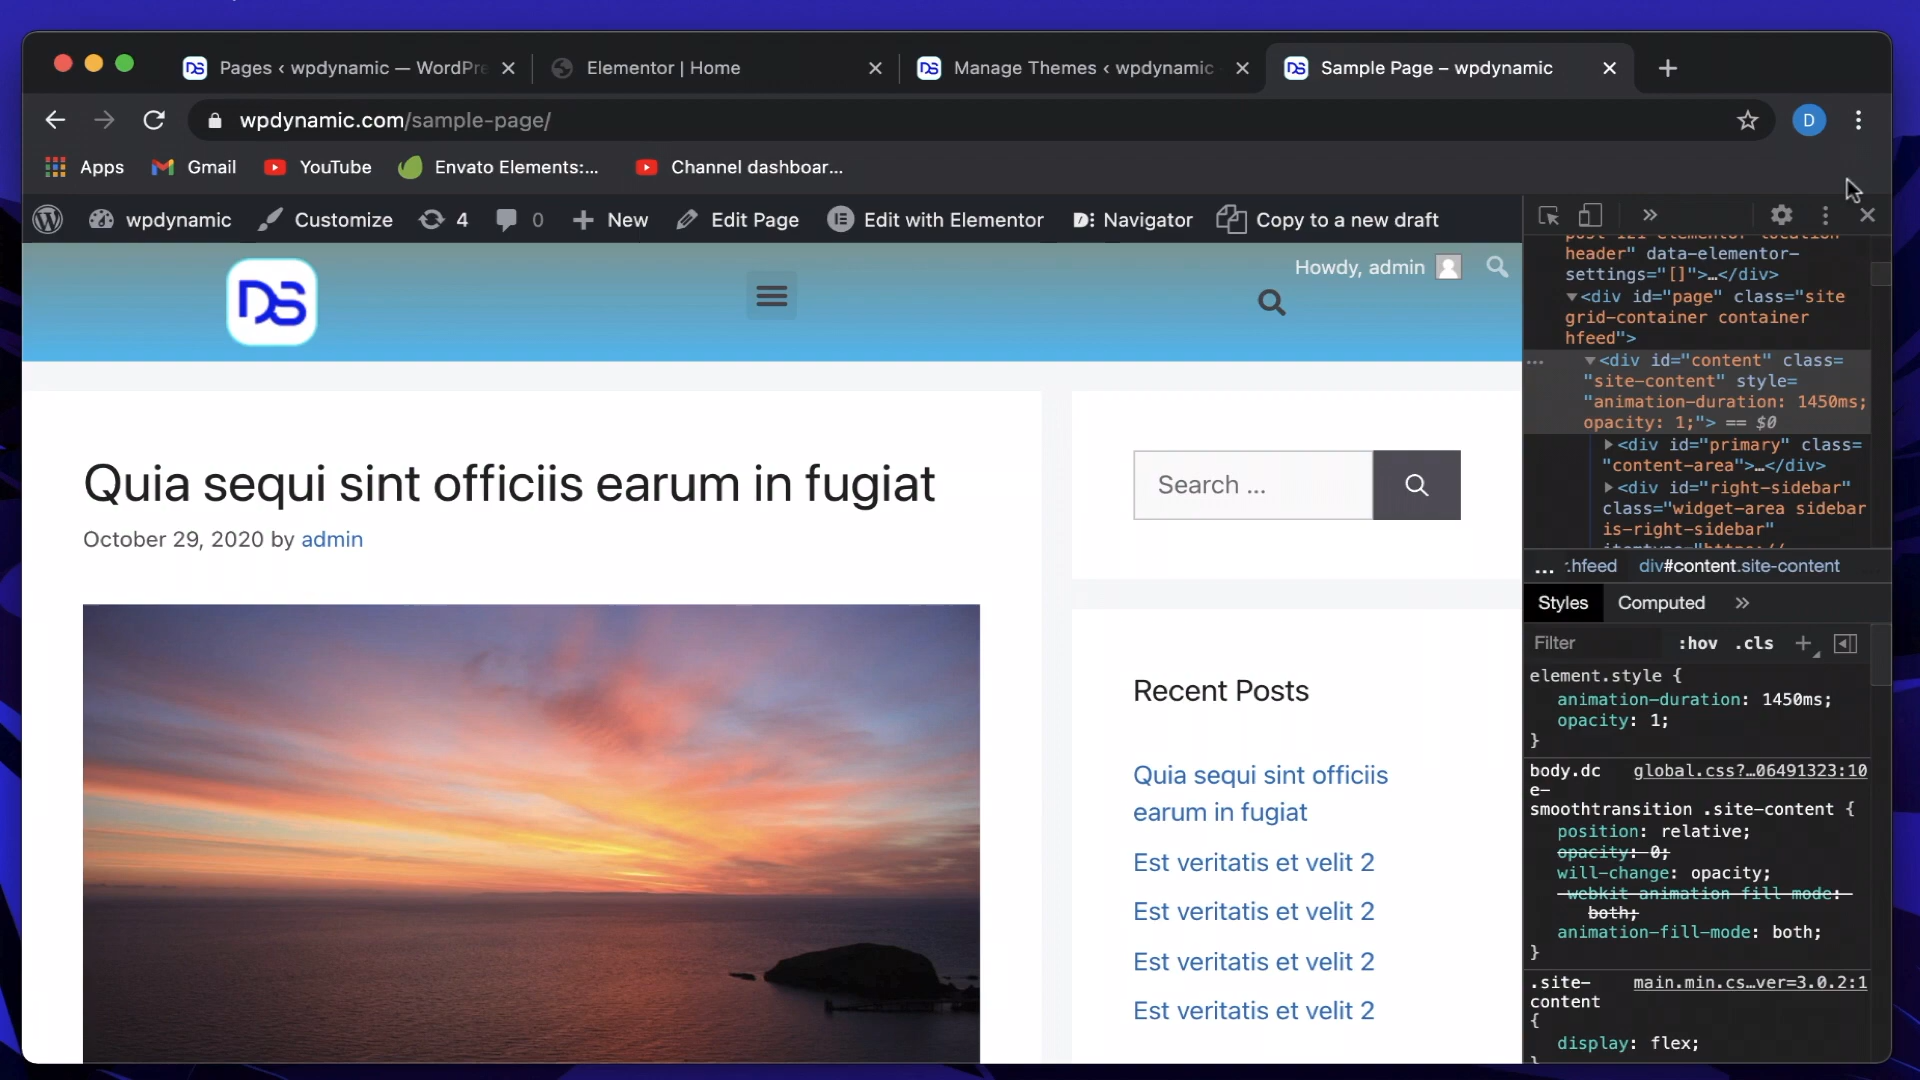 Pages ‹ wpdynamic — WordPre
Elementor | Home
Manage Themes ‹ wpdynamic
Sample Page – wpdynamic
wpdynamic.com/sample-page/
D
Apps
Gmail
YouTube
Envato Elements:...
Channel dashboar...
wpdynamic
Customize
4
0
New
Edit Page
Edit with Elementor
Navigator
Copy to a new draft
DS
Howdy, admin
Quia sequi sint officiis earum in fugiat
October 29, 2020 by admin
Search ...
Recent Posts
Quia sequi sint officiis
earum in fugiat
Est veritatis et velit 2
Est veritatis et velit 2
Est veritatis et velit 2
Est veritatis et velit 2
post-121 elementor-location-
header" data-elementor-
settings="[]">…</div>
<div id="page" class="site
grid-container container
hfeed">
<div id="content" class=
"site-content" style=
"animation-duration: 1450ms;
opacity: 1;"> == $0
<div id="primary" class=
"content-area">…</div>
<div id="right-sidebar"
class="widget-area sidebar
is-right-sidebar"
itemtype="https://
... .hfeed div#content.site-content
Styles
Computed
Filter
:hov .cls
element.style {
animation-duration: 1450ms;
opacity: 1;
}
body.dc global.css?…06491323:10
e-
smoothtransition .site-content {
position: relative;
opacity: 0;
will-change: opacity;
-webkit-animation-fill-mode:
both;
animation-fill-mode: both;
}
.site- main.min.cs…ver=3.0.2:1
content
{
display: flex;
}